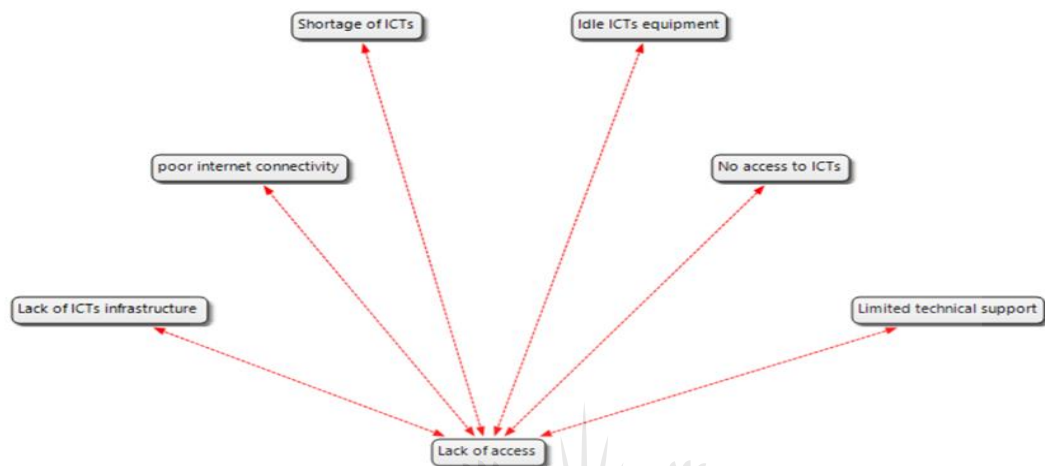 Shortage of ICTs
Idle ICTs equipment
poor internet connectivity
No access to ICTs
Lack of ICTs infrastructure
Limited technical support
Lack of access